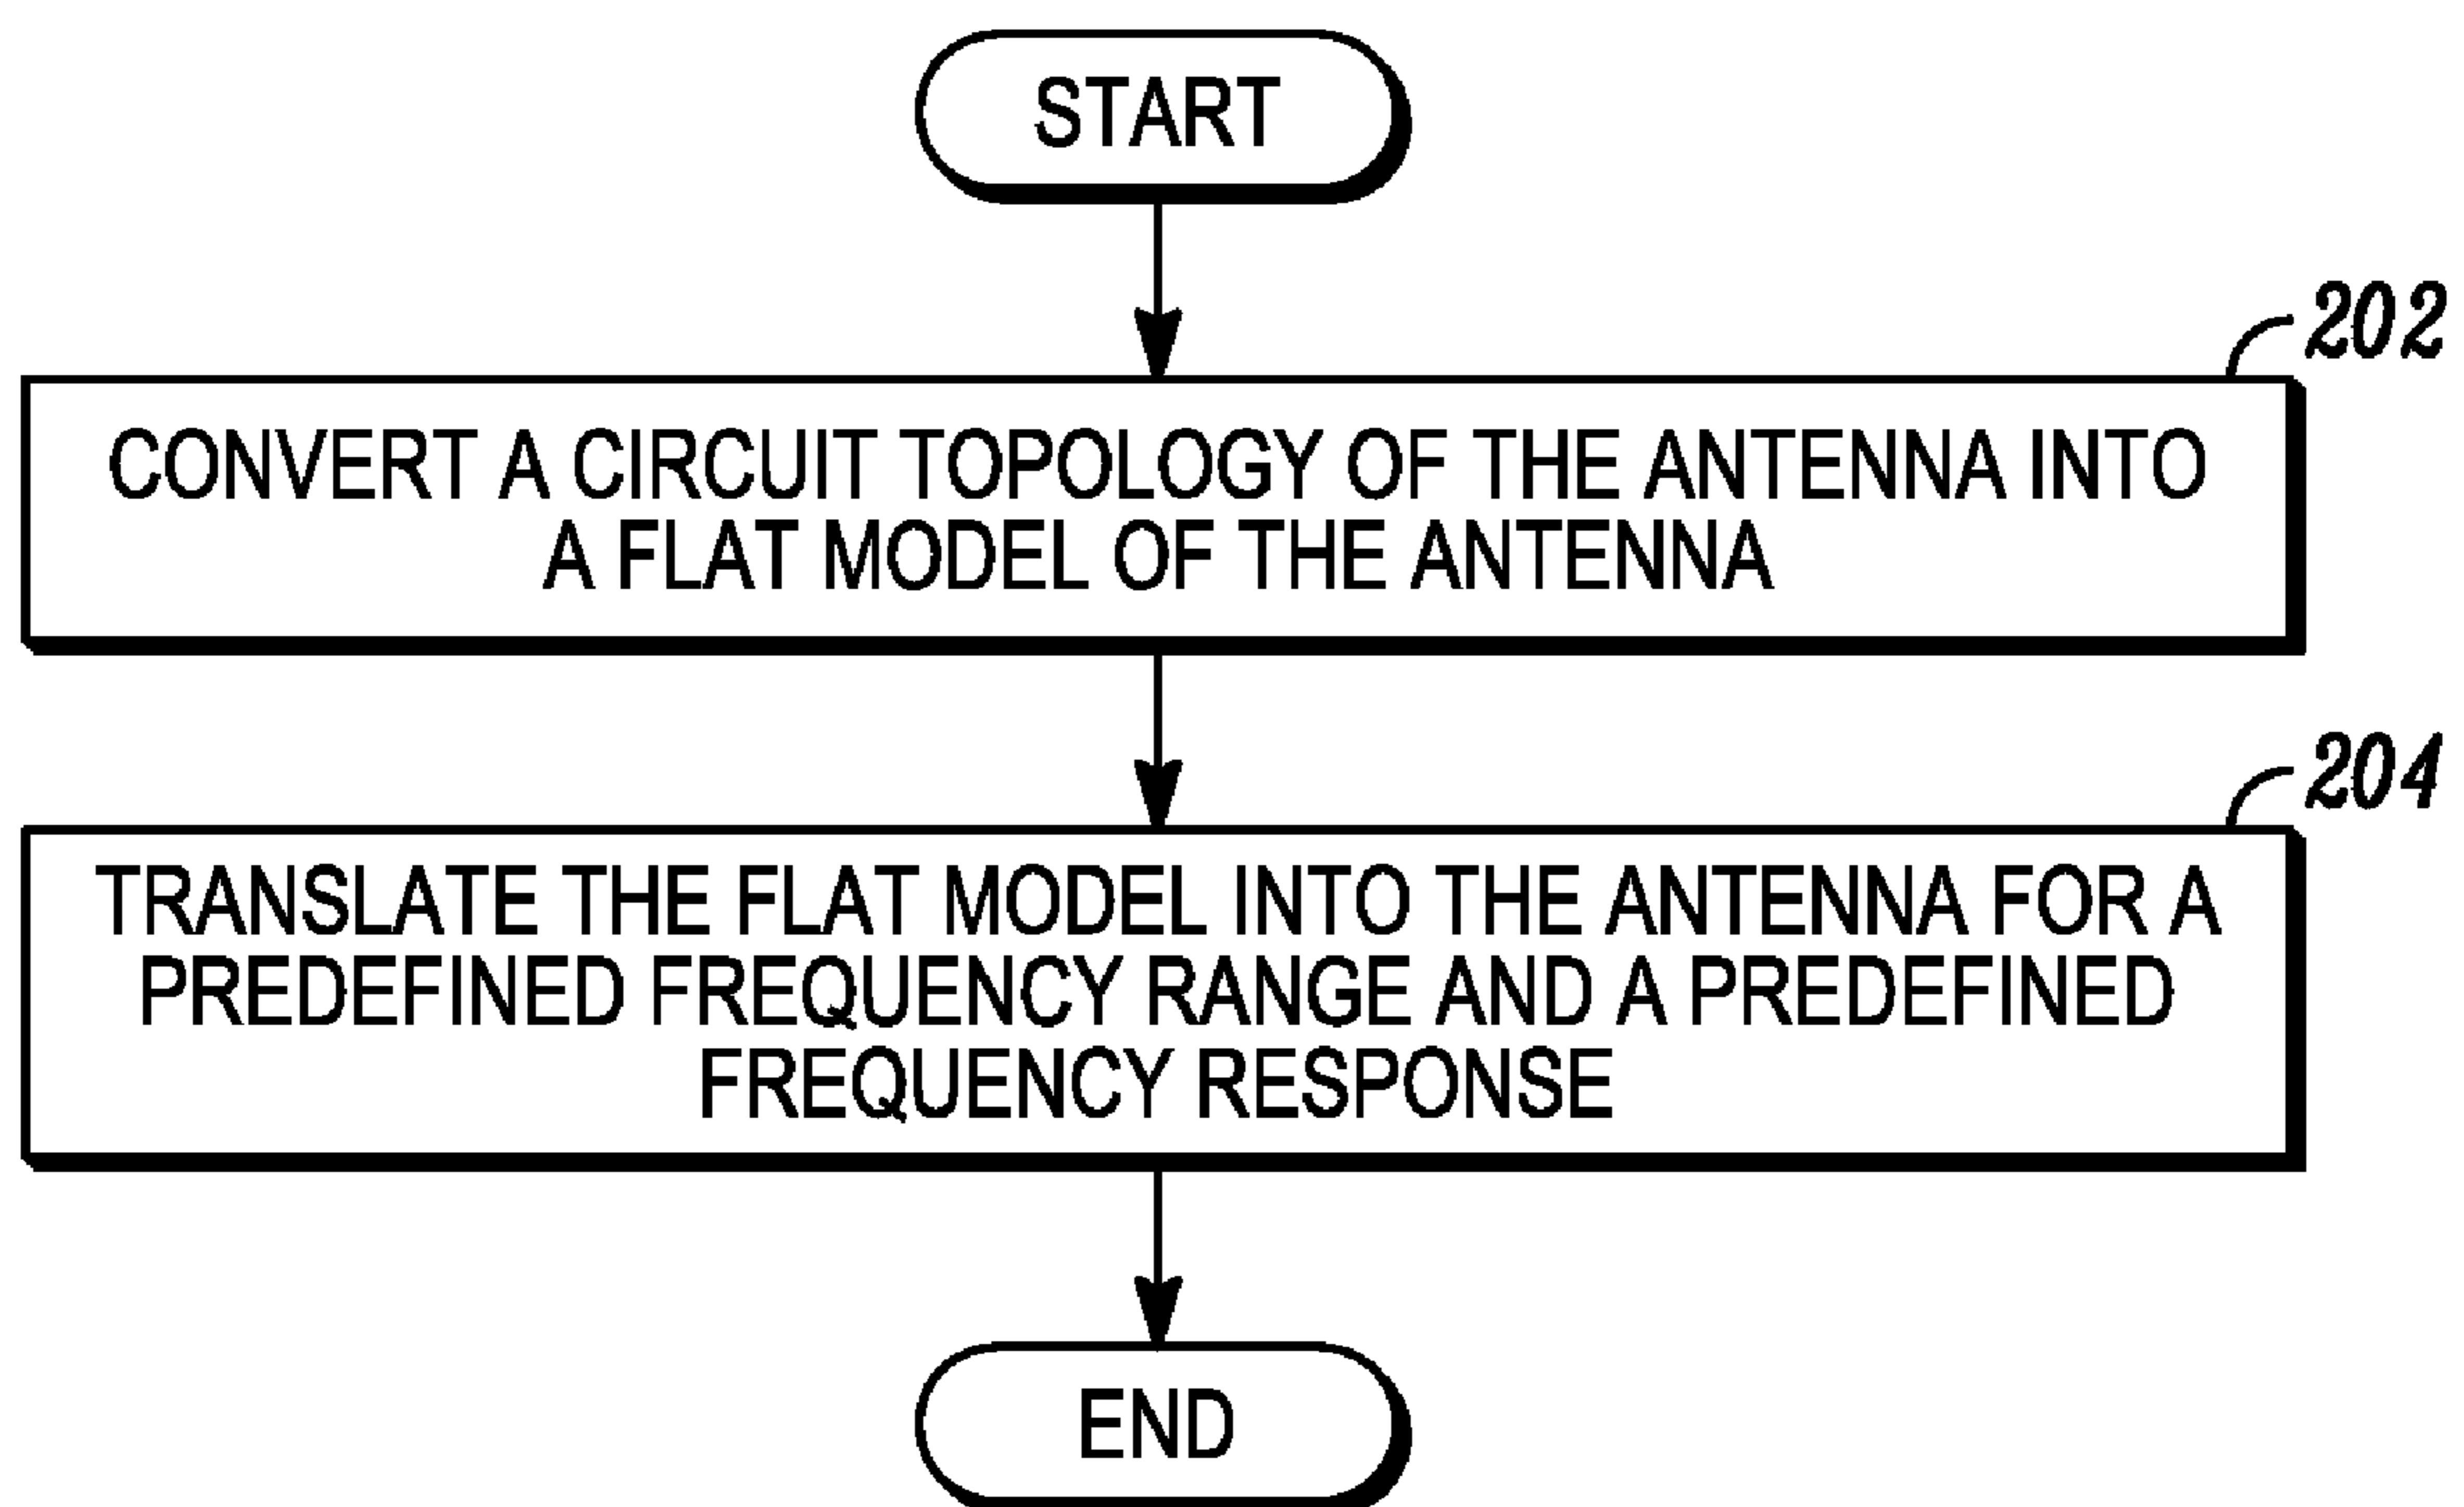 START
202
CONVERT A CIRCUIT TOPOLOGY OF THE ANTENNA INTO
A FLAT MODEL OF THE ANTENNA
204
TRANSLATE THE FLAT MODEL INTO THE ANTENNA FOR A
PREDEFINED FREQUENCY RANGE AND A PREDEFINED
FREQUENCY RESPONSE
END